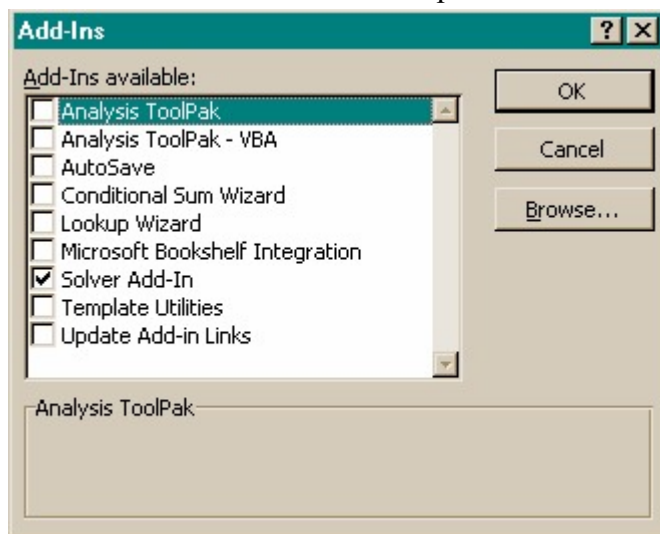 Add-Ins
Add-Ins available:
Analysis ToolPak
Analysis ToolPak - VBA
AutoSave
Conditional Sum Wizard
Lookup Wizard
Microsoft Bookshelf Integration
Solver Add-In
Template Utilities
Update Add-in Links
OK
Cancel
Browse...
Analysis ToolPak